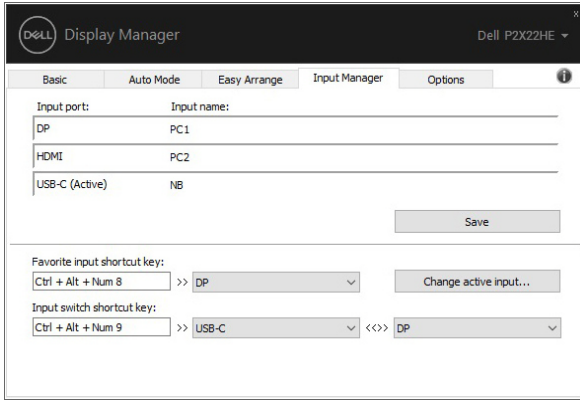 DELL Display Manager Dell P2X22HE
Basic Auto Mode Easy Arrange Input Manager Options
Input port: Input name:
DP PC1
HDMI PC2
USB-C (Active) NB
Save
Favorite input shortcut key:
Ctrl + Alt + Num 8 >> DP Change active input...
Input switch shortcut key:
Ctrl + Alt + Num 9 >> USB-C <<>> DP